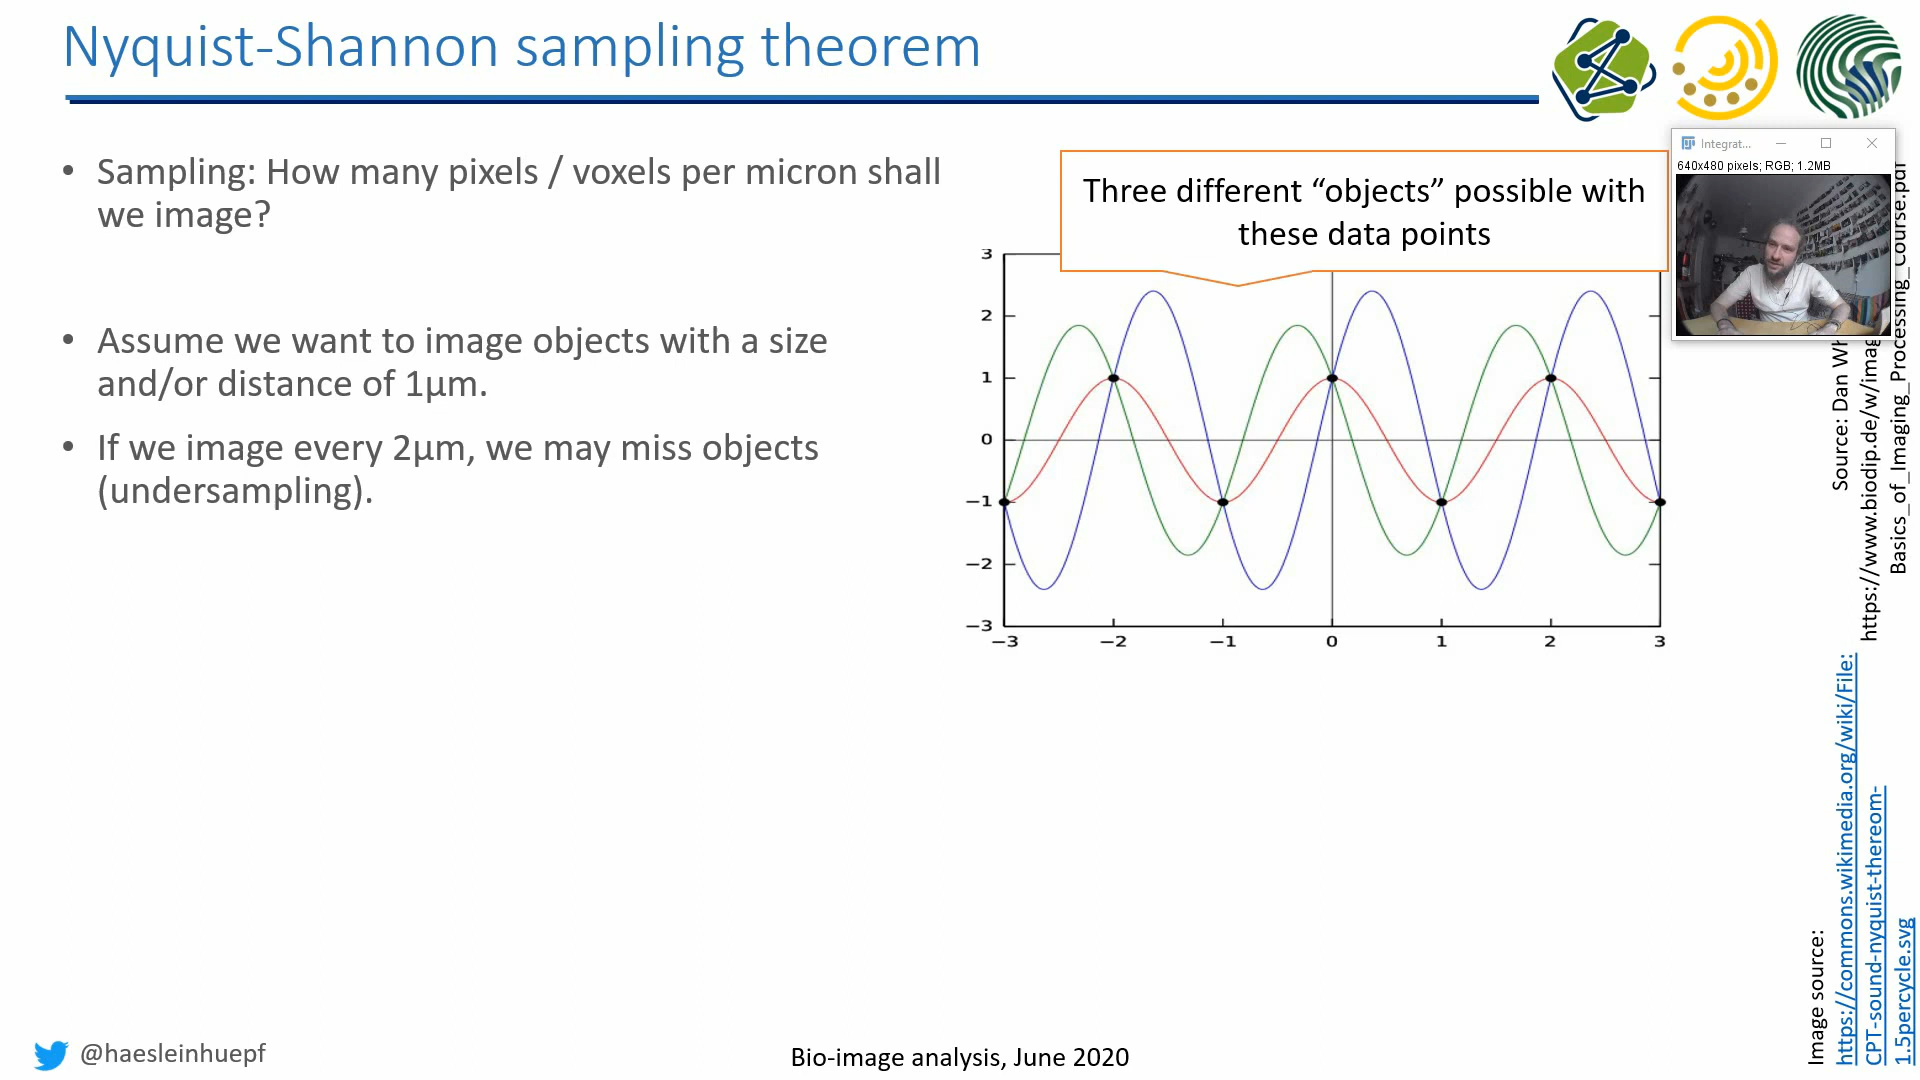 Nyquist-Shannon sampling theorem
• Sampling: How many pixels / voxels per micron shall
we image?
• Assume we want to image objects with a size
and/or distance of 1µm.
• If we image every 2µm, we may miss objects
(undersampling).
Three different “objects” possible with
these data points
3
2
1
0
−1
−2
−3
−3
−2
−1
0
1
2
3
Integrat...
640x480 pixels; RGB; 1.2MB
Source: Dan
https://www.biodip.de/w/
Basics_of_Imaging_Processing_Course.pdf
Image source:
https://commons.wikimedia.org/wiki/File:
CPT-sound-nyquist-thereom-
1.5percycle.svg
@haesleinhuepf
Bio-image analysis, June 2020